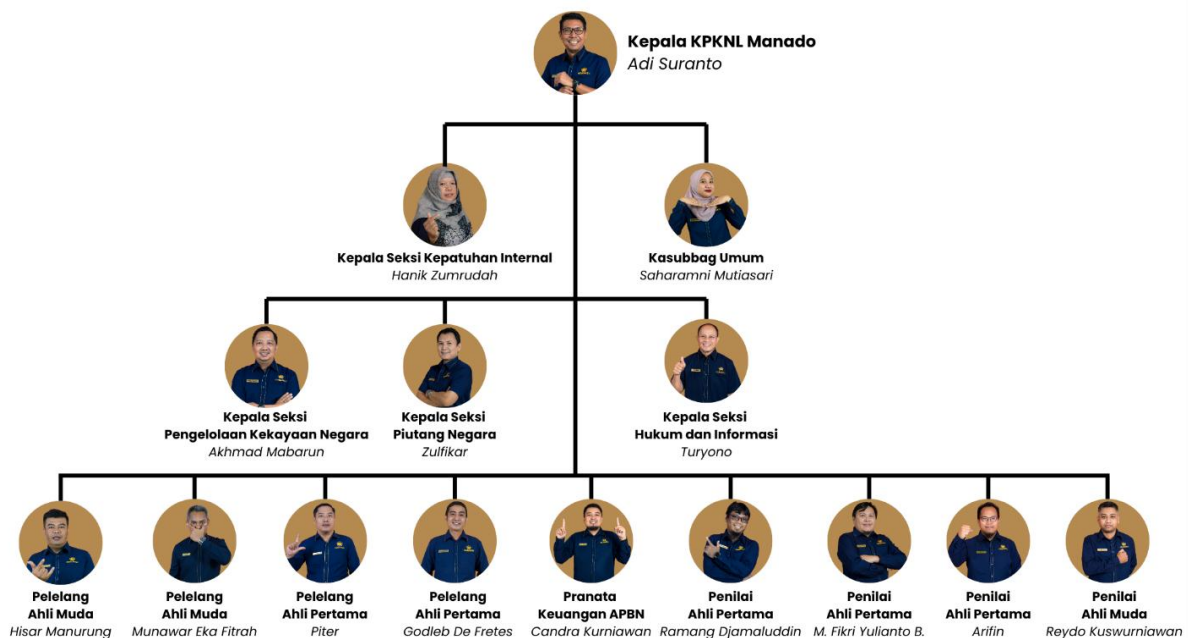 Kepala KPKNL Manado
Adi Suranto
Kepala Seksi Kepatuhan Internal
Hanik Zumrudah
Kasubbag Umum
Saharamni Mutiasari
Kepala Seksi
Pengelolaan Kekayaan Negara
Akhmad Mabarun
Kepala Seksi
Piutang Negara
Zulfikar
Kepala Seksi
Hukum dan Informasi
Turyono
Pelelang
Ahli Muda
Hisar Manurung
Pelelang
Ahli Muda
Munawar Eka Fitrah
Pelelang
Ahli Pertama
Piter
Pelelang
Ahli Pertama
Godleb De Fretes
Pranata
Keuangan APBN
Candra Kurniawan
Penilai
Ahli Pertama
Ramang Djamaluddin
Penilai
Ahli Pertama
M. Fikri Yulianto B.
Penilai
Ahli Pertama
Arifin
Penilai
Ahli Muda
Reydo Kuswurniawan